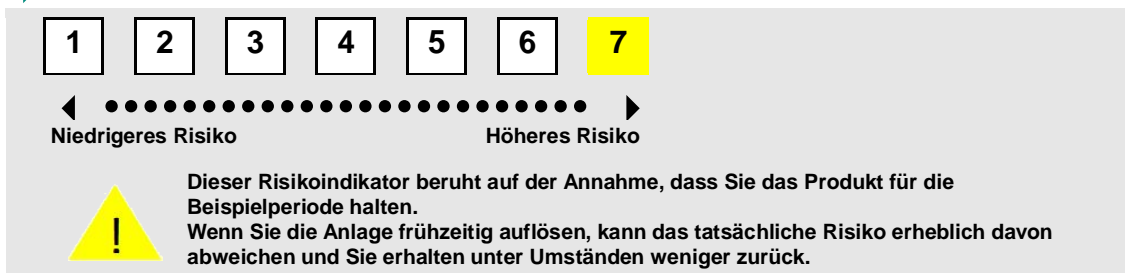 1 2 3 4 5 6 7
Niedrigeres Risiko Höheres Risiko
Dieser Risikoindikator beruht auf der Annahme, dass Sie das Produkt für die
Beispielperiode halten.
! Wenn Sie die Anlage frühzeitig auflösen, kann das tatsächliche Risiko erheblich davon
abweichen und Sie erhalten unter Umständen weniger zurück.